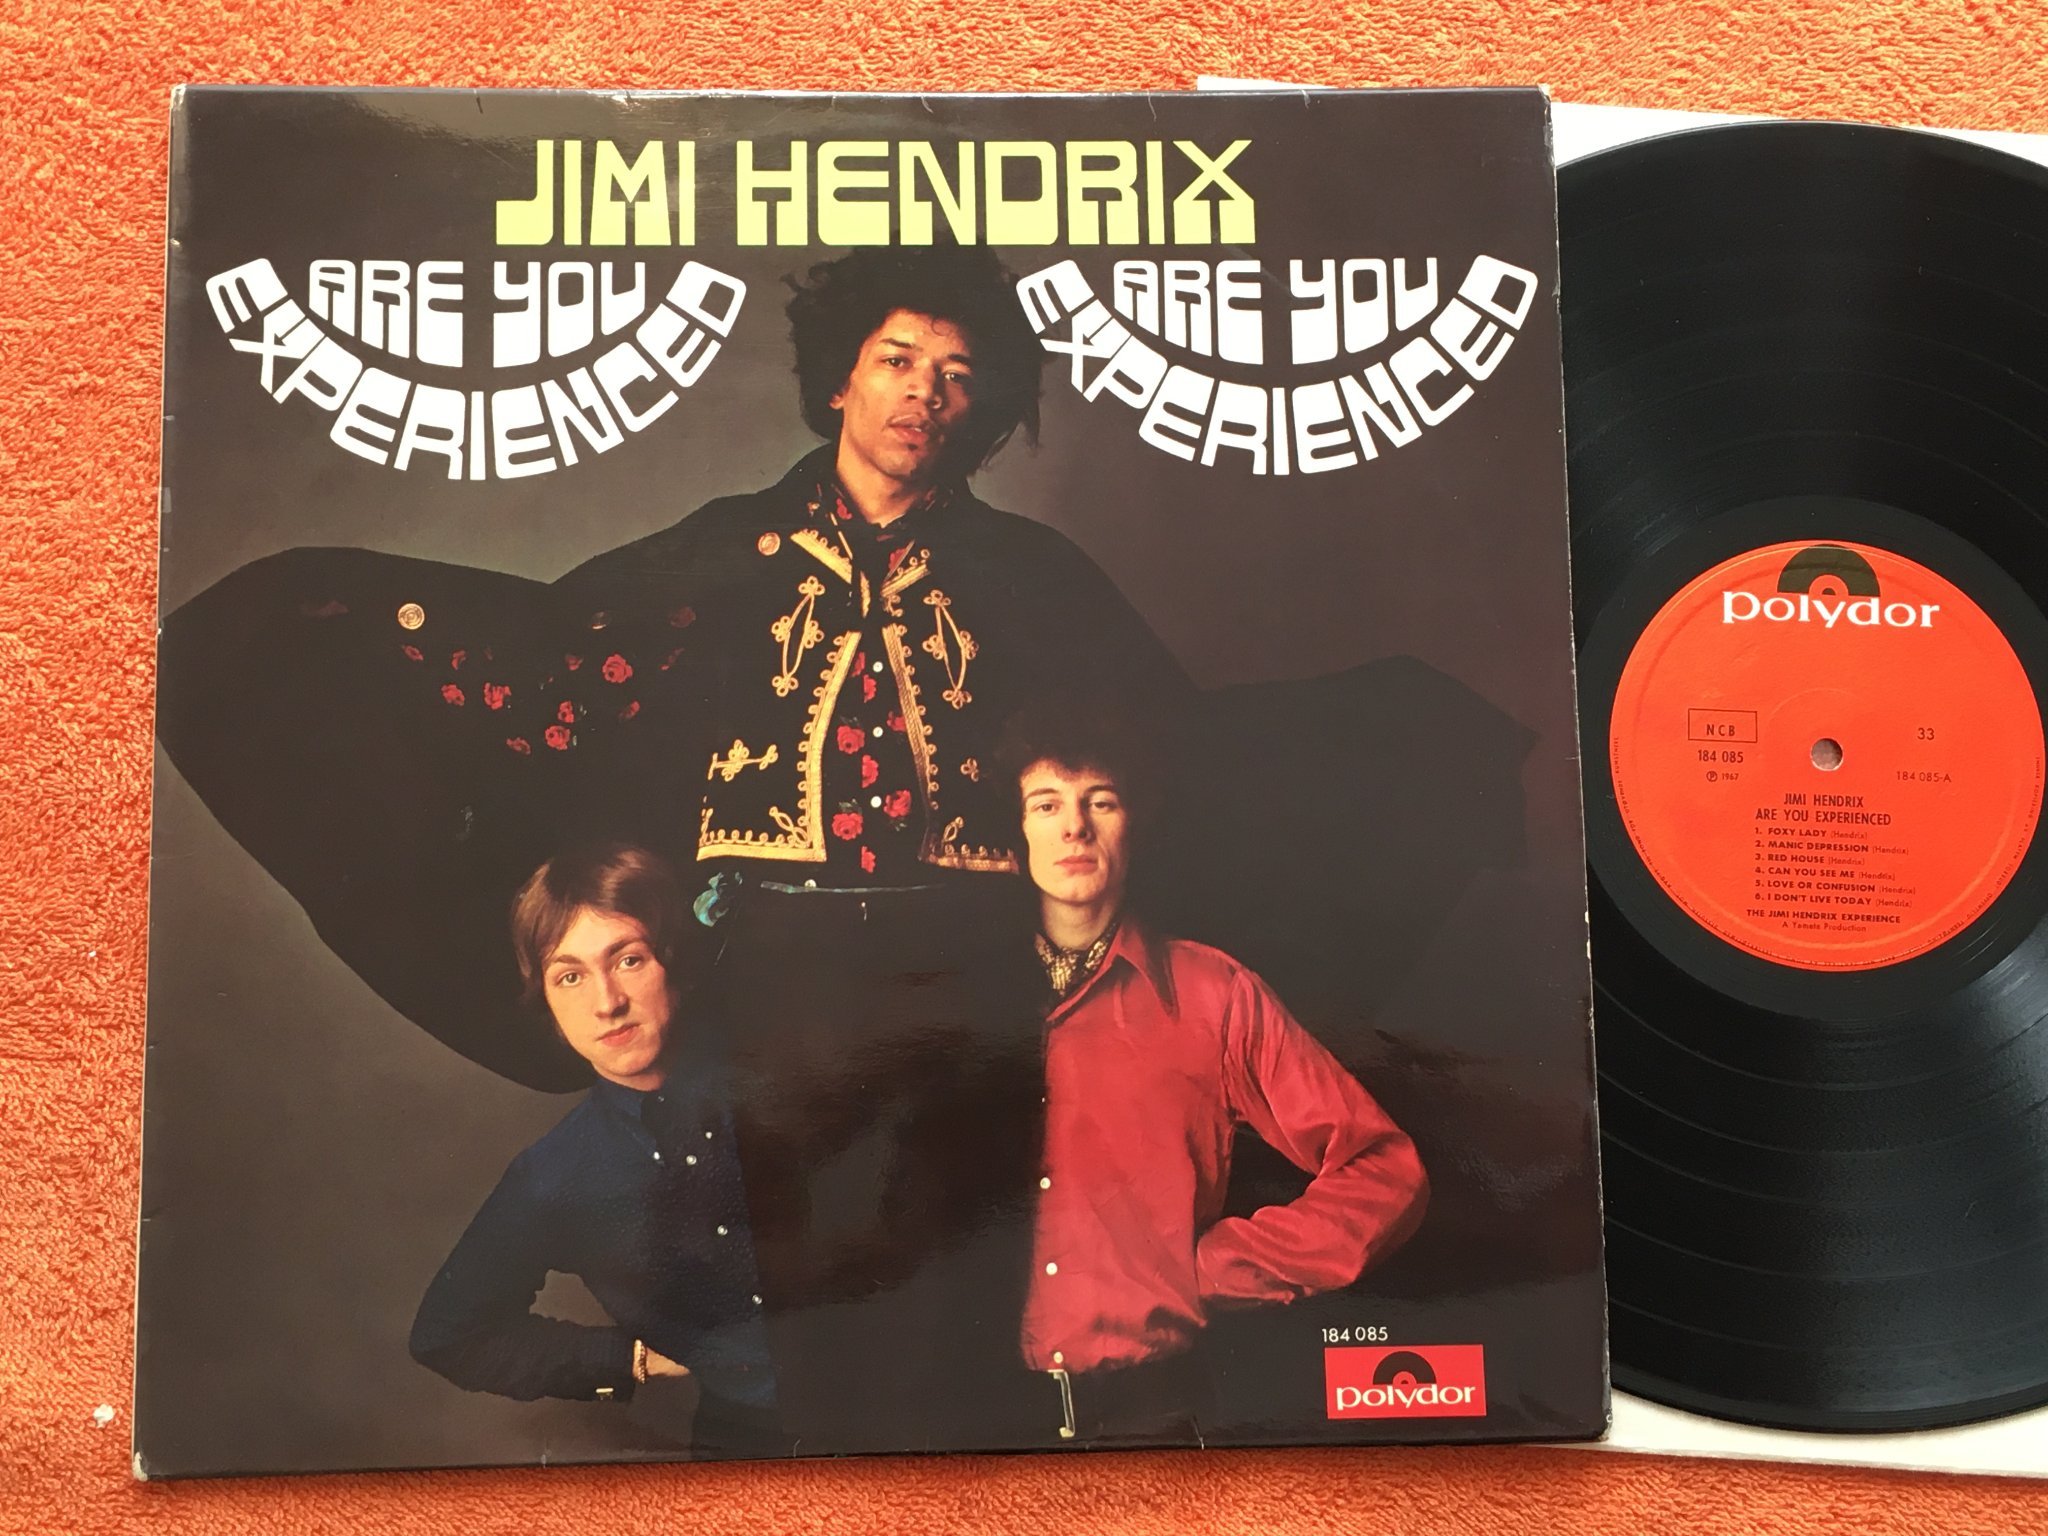 JIMI HENDRIX
ARE YOU
EXPERIENCED
ARE YOU
EXPERIENCED
184 085
polydor
polydor
NCB
33
184 085
184 085-A
Ⓟ 1967
JIMI HENDRIX
ARE YOU EXPERIENCED
1. FOXY LADY (Hendrix)
2. MANIC DEPRESSION (Hendrix)
3. RED HOUSE (Hendrix)
4. CAN YOU SEE ME (Hendrix)
5. LOVE OR CONFUSION (Hendrix)
6. I DON'T LIVE TODAY (Hendrix)
THE JIMI HENDRIX EXPERIENCE
A Yameta Production